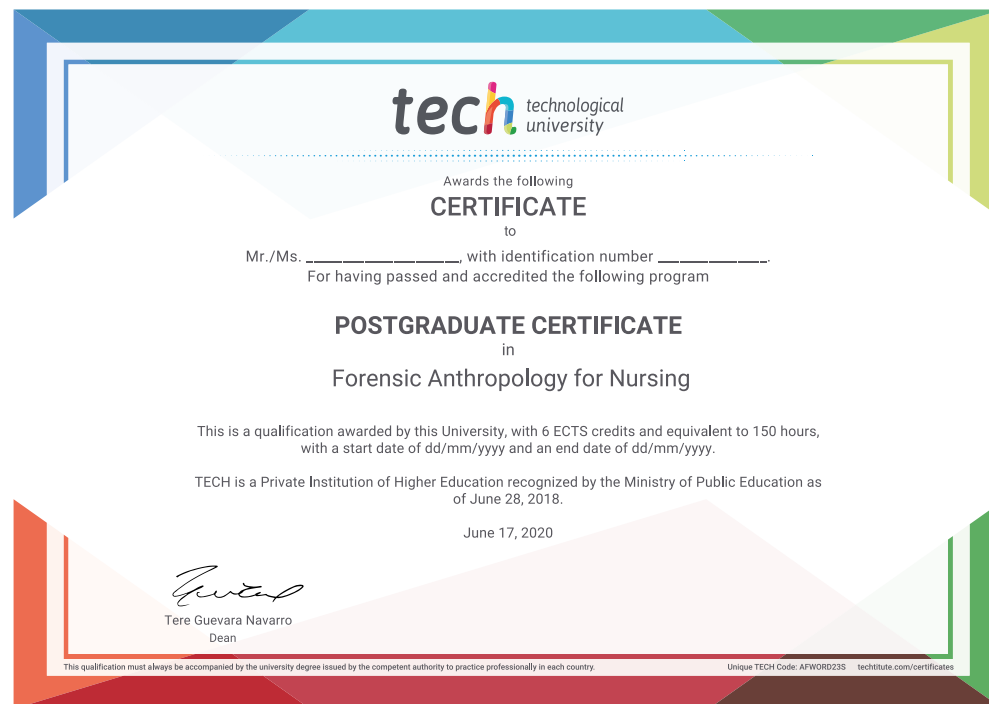 tech technological
university
Awards the following
CERTIFICATE
to
Mr./Ms. ____________________, with identification number ______________.
For having passed and accredited the following program
POSTGRADUATE CERTIFICATE
in
Forensic Anthropology for Nursing
This is a qualification awarded by this University, with 6 ECTS credits and equivalent to 150 hours,
with a start date of dd/mm/yyyy and an end date of dd/mm/yyyy.
TECH is a Private Institution of Higher Education recognized by the Ministry of Public Education as
of June 28, 2018.
June 17, 2020
Tere Guevara Navarro
Dean
This qualification must always be accompanied by the university degree issued by the competent authority to practice professionally in each country.
Unique TECH Code: AFWORD23S techtitute.com/certificates